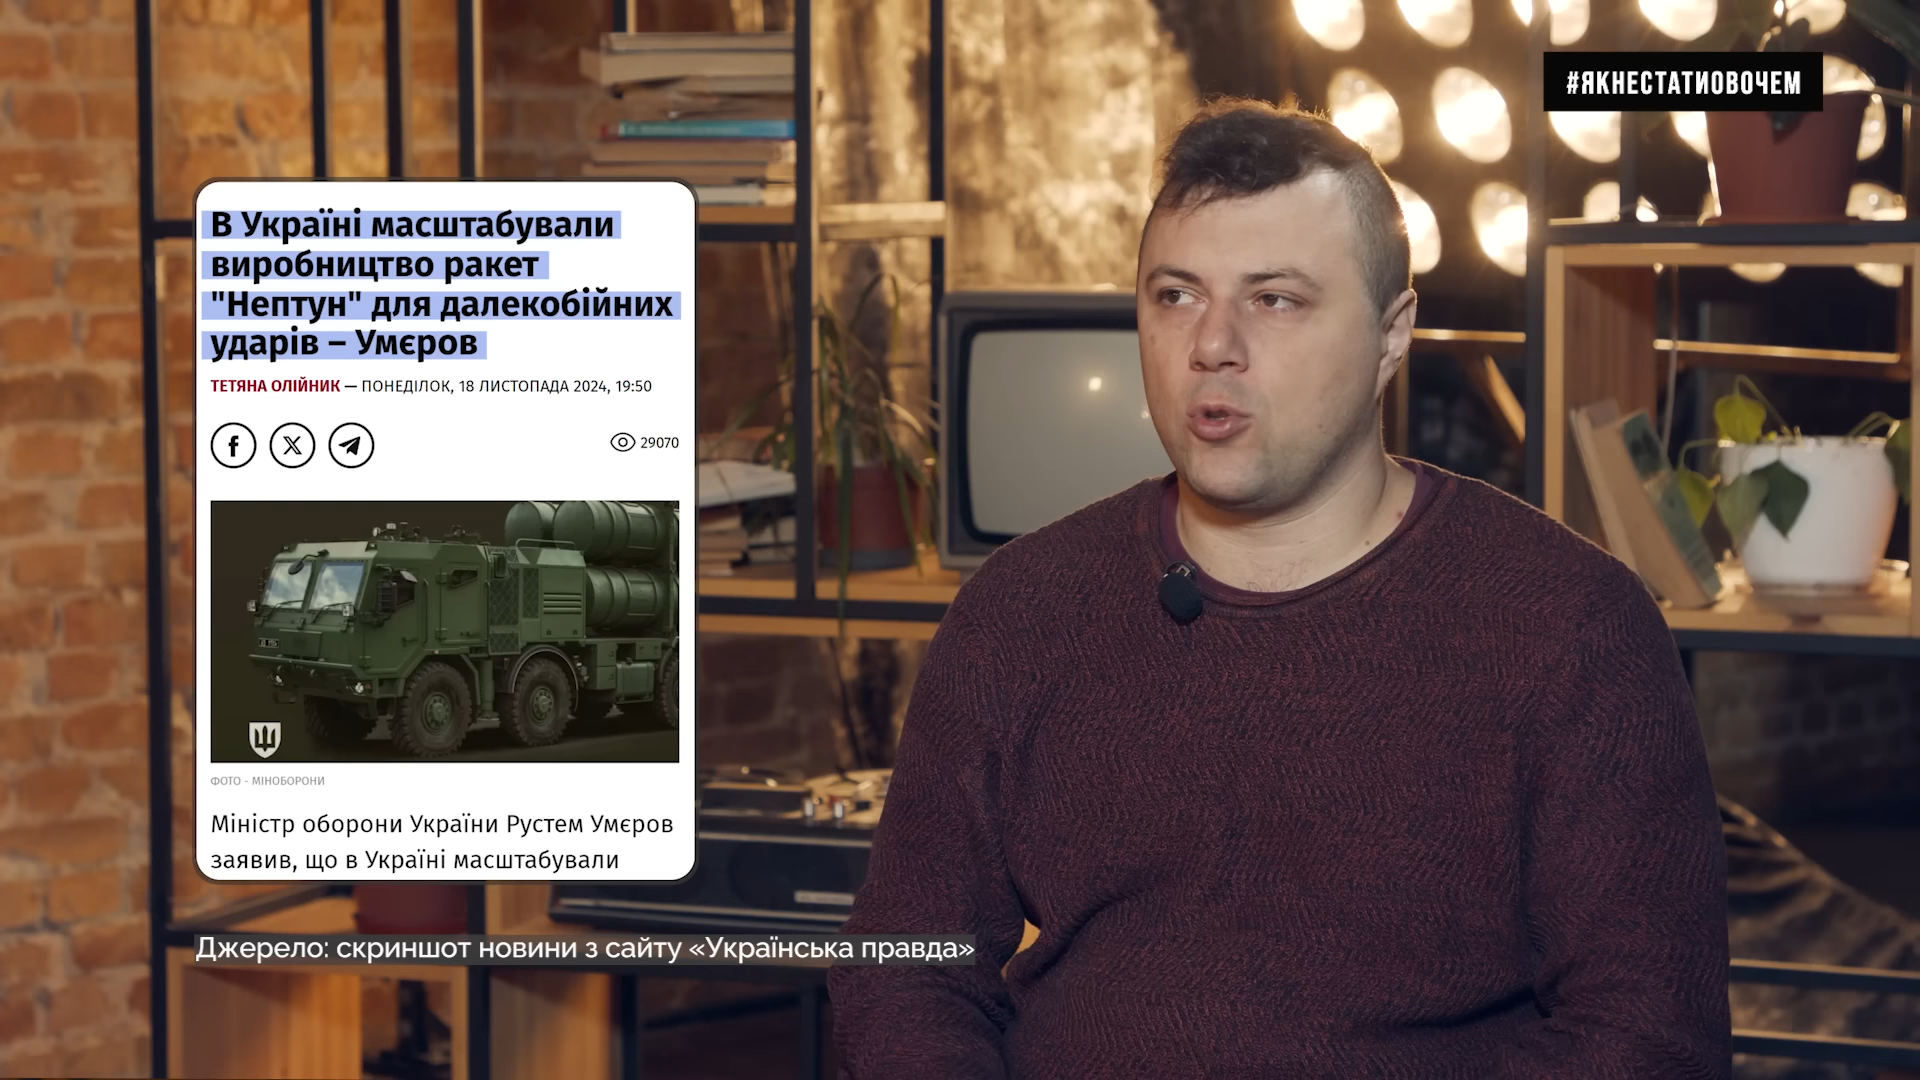 #ЯКНЕСТАТИОВОЧЕМ
В Україні масштабували
виробництво ракет
"Нептун" для далекобійних
ударів – Умєров
ТЕТЯНА ОЛІЙНИК — ПОНЕДІЛОК, 18 ЛИСТОПАДА 2024, 19:50
29070
ФОТО - МІНОБОРОНИ
Міністр оборони України Рустем Умєров
заявив, що в Україні масштабували
Джерело: скриншот новини з сайту «Українська правда»